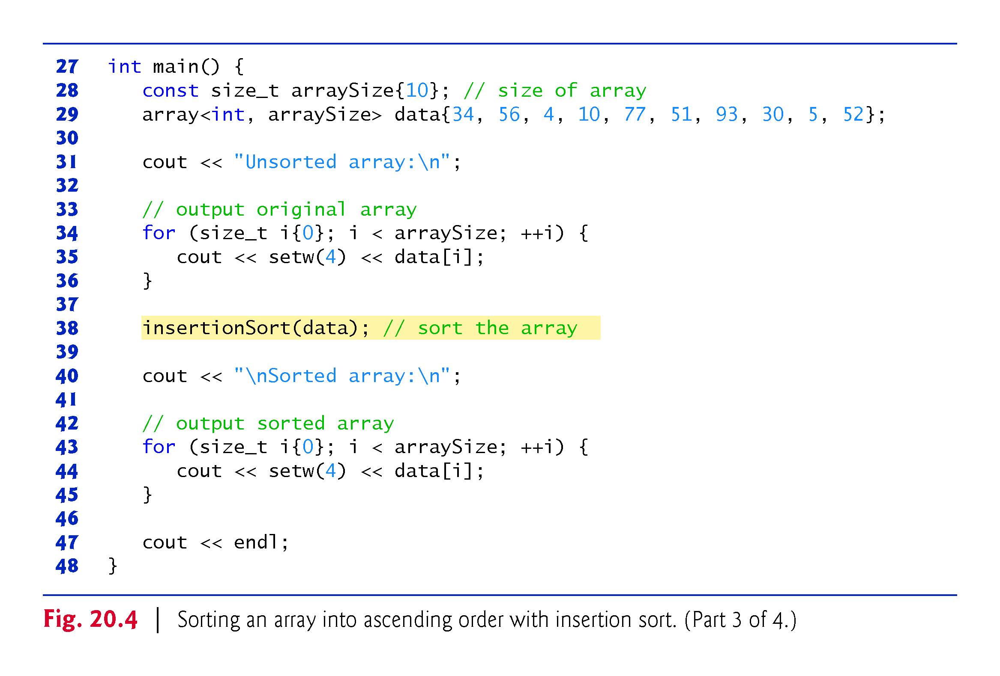 27 int main() {
28 const size_t arraySize{10}; // size of array
29 array<int, arraySize> data{34, 56, 4, 10, 77, 51, 93, 30, 5, 52};
30
31 cout << "Unsorted array:\n";
32
33 // output original array
34 for (size_t i{0}; i < arraySize; ++i) {
35 cout << setw(4) << data[i];
36 }
37
38 insertionSort(data); // sort the array
39
40 cout << "\nSorted array:\n";
41
42 // output sorted array
43 for (size_t i{0}; i < arraySize; ++i) {
44 cout << setw(4) << data[i];
45 }
46
47 cout << endl;
48 }
Fig. 20.4 | Sorting an array into ascending order with insertion sort. (Part 3 of 4.)